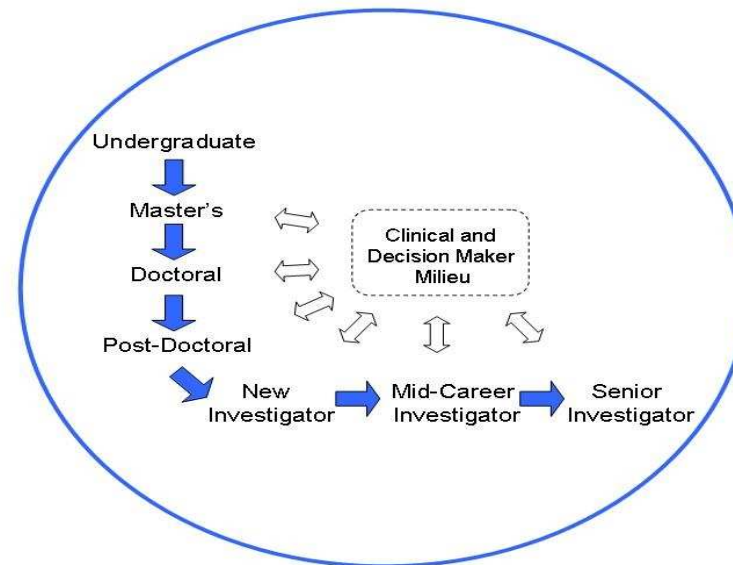 Undergraduate
Master's
Doctoral
Post-Doctoral
Clinical and
Decision Maker
Milieu
New
Investigator
Mid-Career
Investigator
Senior
Investigator